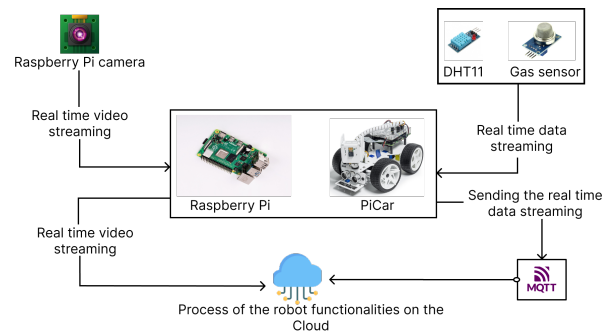 Raspberry Pi camera
DHT11
Gas sensor
Real time video
streaming
Real time data
streaming
Raspberry Pi
PiCar
Sending the real time
data streaming
Real time video
streaming
MQTT
Process of the robot functionalities on the
Cloud